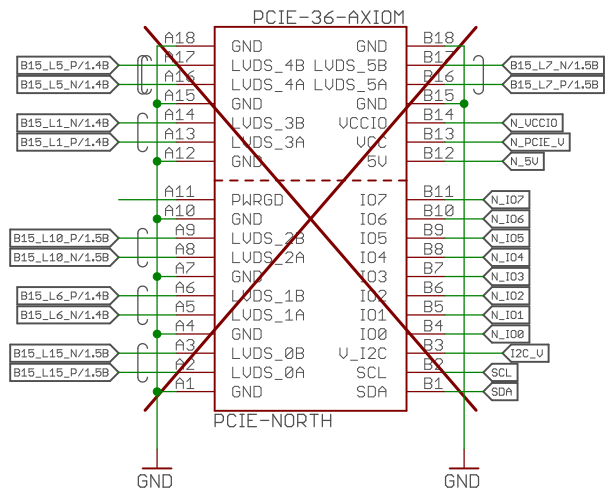 PCIE-36-AXIOM
A18 GND GND B18
B15_L5_P/1.4B A17 LVDS_4B LVDS_5B B17 B15_L7_N/1.5B
B15_L5_N/1.4B A16 LVDS_4A LVDS_5A B16 B15_L7_P/1.5B
A15 GND GND B15
B15_L1_N/1.4B A14 LVDS_3B VCCIO B14 N_VCCIO
B15_L1_P/1.4B A13 LVDS_3A VCC B13 N_PCIE_V
A12 GND 5V B12 N_5V
A11 PWRGD IO7 B11 N_IO7
A10 GND IO6 B10 N_IO6
B15_L10_P/1.5B A9 LVDS_2B IO5 B9 N_IO5
B15_L10_N/1.5B A8 LVDS_2A IO4 B8 N_IO4
A7 GND IO3 B7 N_IO3
B15_L6_P/1.4B A6 LVDS_1B IO2 B6 N_IO2
B15_L6_N/1.4B A5 LVDS_1A IO1 B5 N_IO1
A4 GND IO0 B4 N_IO0
B15_L15_N/1.5B A3 LVDS_0B V_I2C B3 I2C_V
B15_L15_P/1.5B A2 LVDS_0A SCL B2 SCL
A1 GND SDA B1 SDA
PCIE-NORTH
GND GND